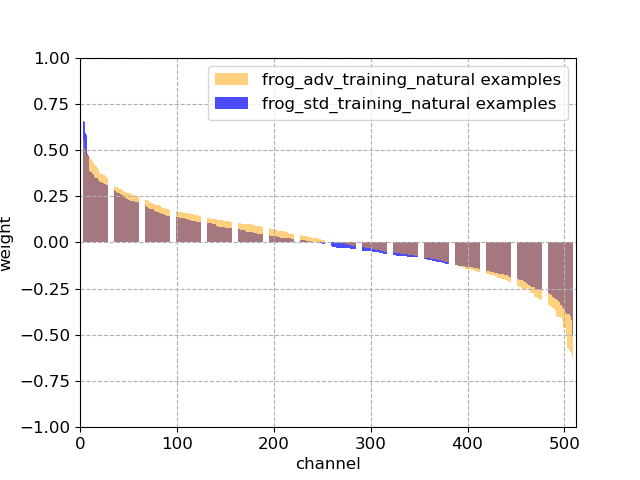 1.00
0.75
0.50
0.25
0.00
−0.25
−0.50
−0.75
−1.00
weight
frog_adv_training_natural examples
frog_std_training_natural examples
0 100 200 300 400 500
channel